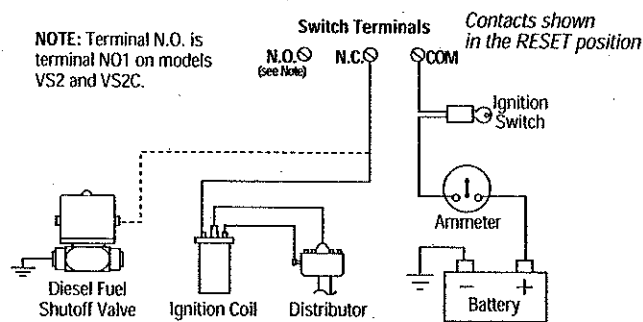 Switch Terminals
Contacts shown
in the RESET position
NOTE: Terminal N.O. is
terminal NO1 on models
VS2 and VS2C.
N.O.
(see Note)
N.C.
COM
Ignition
Switch
Ammeter
Diesel Fuel
Shutoff Valve
Ignition Coil
Distributor
Battery
− +